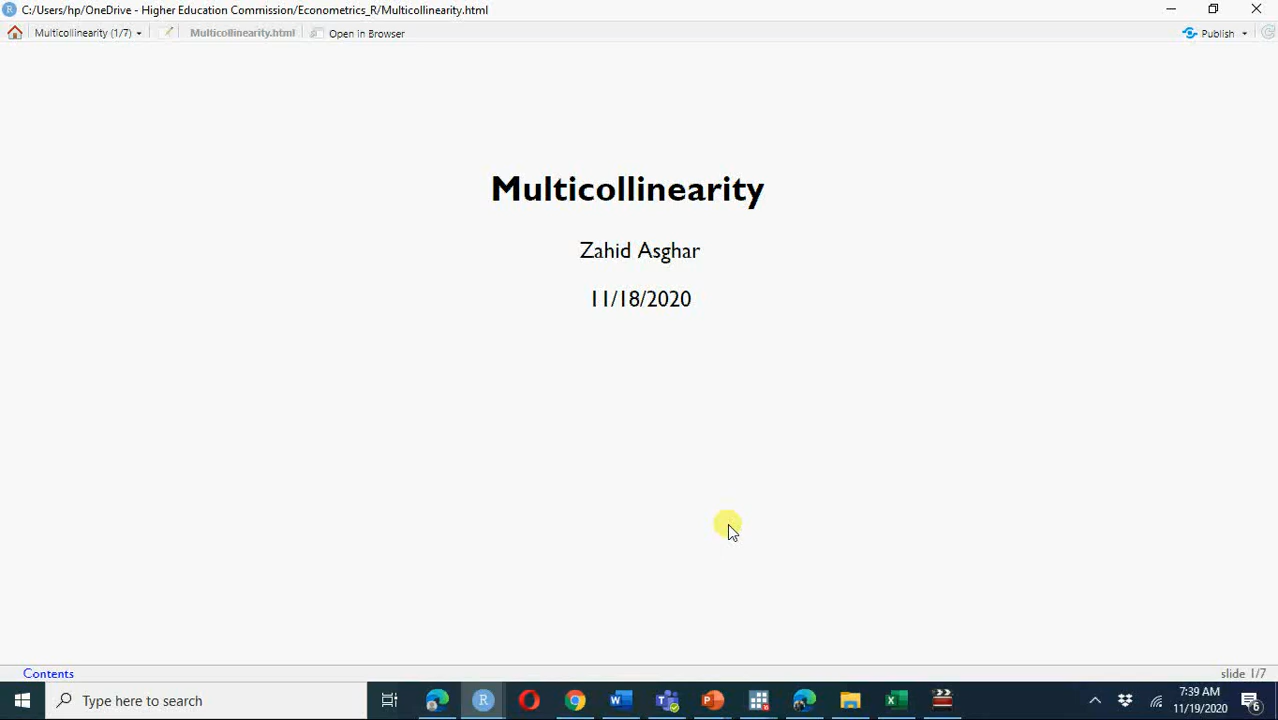 C:/Users/hp/OneDrive - Higher Education Commission/Econometrics_R/Multicollinearity.html
Multicollinearity (1/7) Multicollinearity.html Open in Browser Publish
Multicollinearity
Zahid Asghar
11/18/2020
Contents slide 1/7
Type here to search
7:39 AM
11/19/2020
6